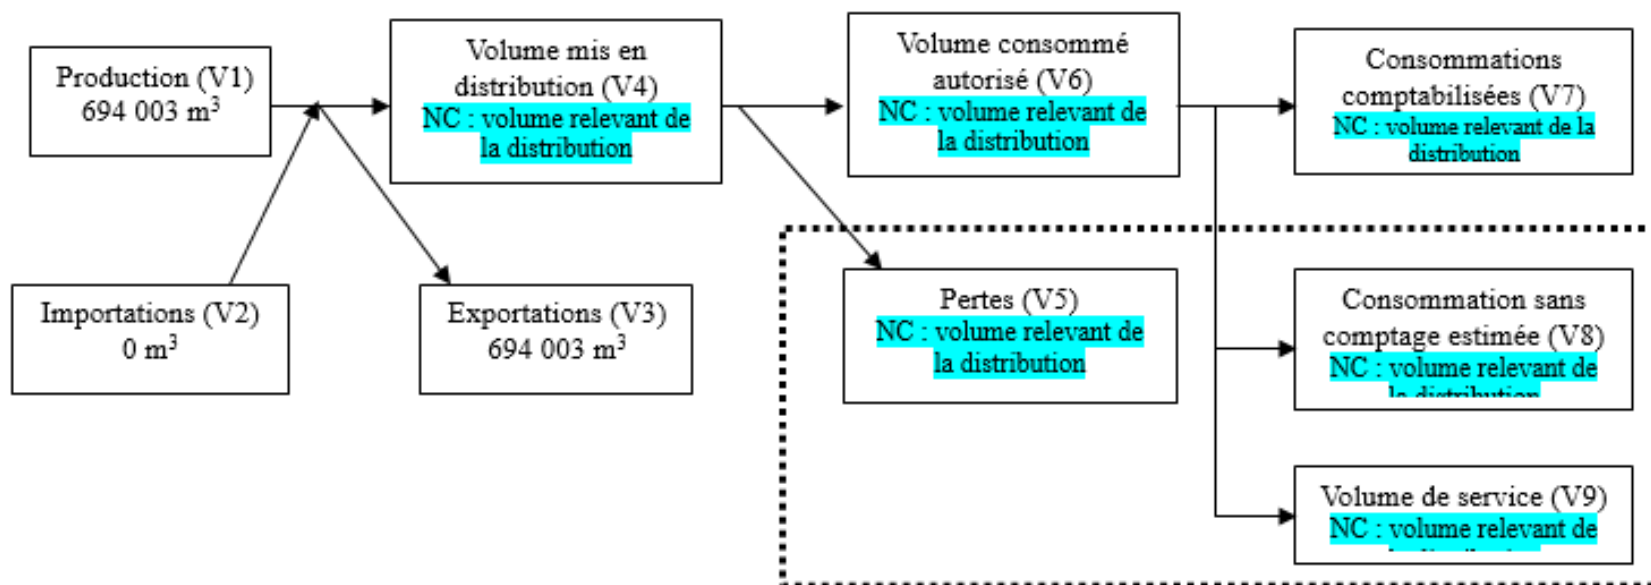 Production (V1)
694 003 m³
Volume mis en
distribution (V4)
NC : volume relevant de
la distribution
Volume consommé
autorisé (V6)
NC : volume relevant de
la distribution
Consommations
comptabilisées (V7)
NC : volume relevant de la
distribution
Importations (V2)
0 m³
Exportations (V3)
694 003 m³
Pertes (V5)
NC : volume relevant de
la distribution
Consommation sans
comptage estimée (V8)
NC : volume relevant de
la distribution
Volume de service (V9)
NC : volume relevant de